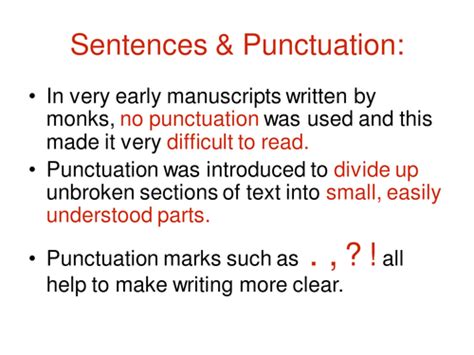 Sentences & Punctuation:
• In very early manuscripts written by
monks, no punctuation was used and this
made it very difficult to read.
• Punctuation was introduced to divide up
unbroken sections of text into small, easily
understood parts.
• Punctuation marks such as . , ? ! all
help to make writing more clear.